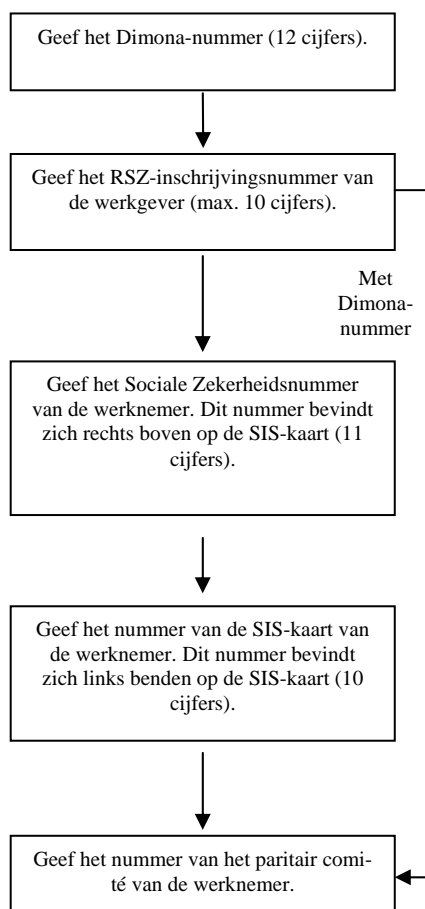 Geef het Dimona-nummer (12 cijfers).
Geef het RSZ-inschrijvingsnummer van
de werkgever (max. 10 cijfers).
Met
Dimona-
nummer
Geef het Sociale Zekerheidsnummer
van de werknemer. Dit nummer bevindt
zich rechts boven op de SIS-kaart (11
cijfers).
Geef het nummer van de SIS-kaart van
de werknemer. Dit nummer bevindt
zich links benden op de SIS-kaart (10
cijfers).
Geef het nummer van het paritair comi-
té van de werknemer.